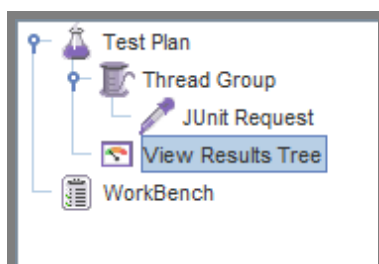 Test Plan
Thread Group
JUnit Request
View Results Tree
WorkBench